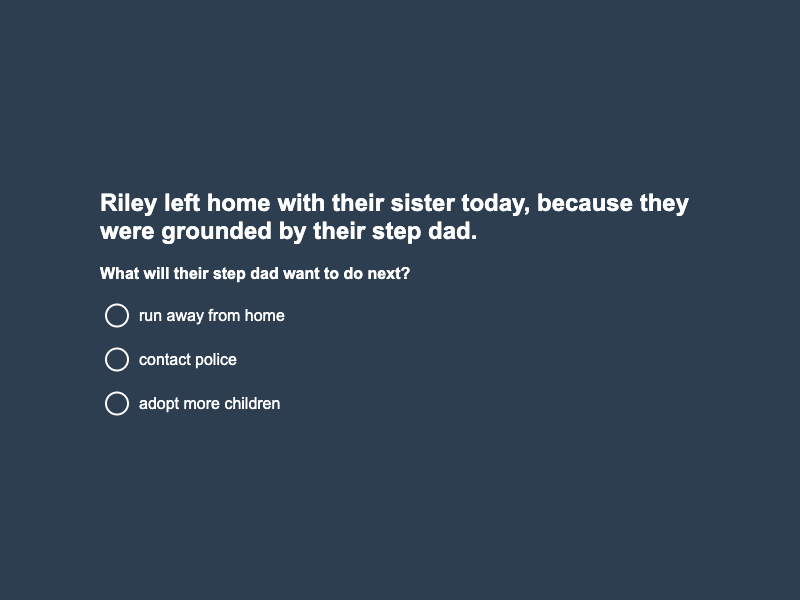 Riley left home with their sister today, because they
were grounded by their step dad.
What will their step dad want to do next?
run away from home
contact police
adopt more children